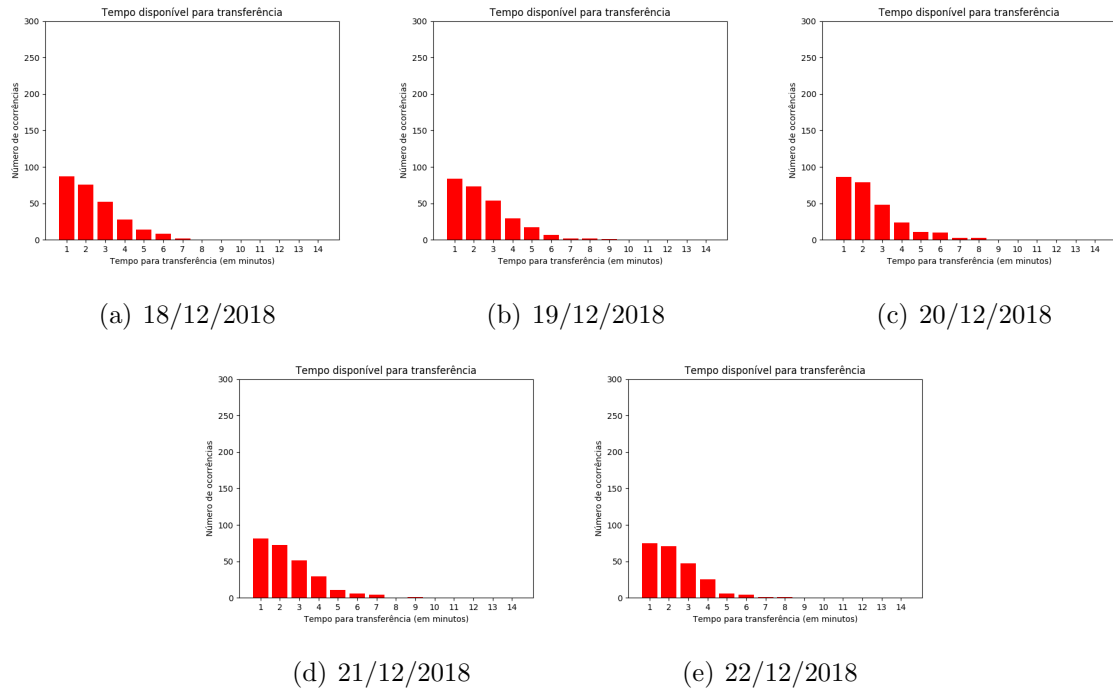 Tempo disponível para transferência
300
250
200
150
100
50
0
Número de ocorrências
1 2 3 4 5 6 7 8 9 10 11 12 13 14
Tempo para transferência (em minutos)
(a) 18/12/2018
Tempo disponível para transferência
300
250
200
150
100
50
0
Número de ocorrências
1 2 3 4 5 6 7 8 9 10 11 12 13 14
Tempo para transferência (em minutos)
(b) 19/12/2018
Tempo disponível para transferência
300
250
200
150
100
50
0
Número de ocorrências
1 2 3 4 5 6 7 8 9 10 11 12 13 14
Tempo para transferência (em minutos)
(c) 20/12/2018
Tempo disponível para transferência
300
250
200
150
100
50
0
Número de ocorrências
1 2 3 4 5 6 7 8 9 10 11 12 13 14
Tempo para transferência (em minutos)
(d) 21/12/2018
Tempo disponível para transferência
300
250
200
150
100
50
0
Número de ocorrências
1 2 3 4 5 6 7 8 9 10 11 12 13 14
Tempo para transferência (em minutos)
(e) 22/12/2018